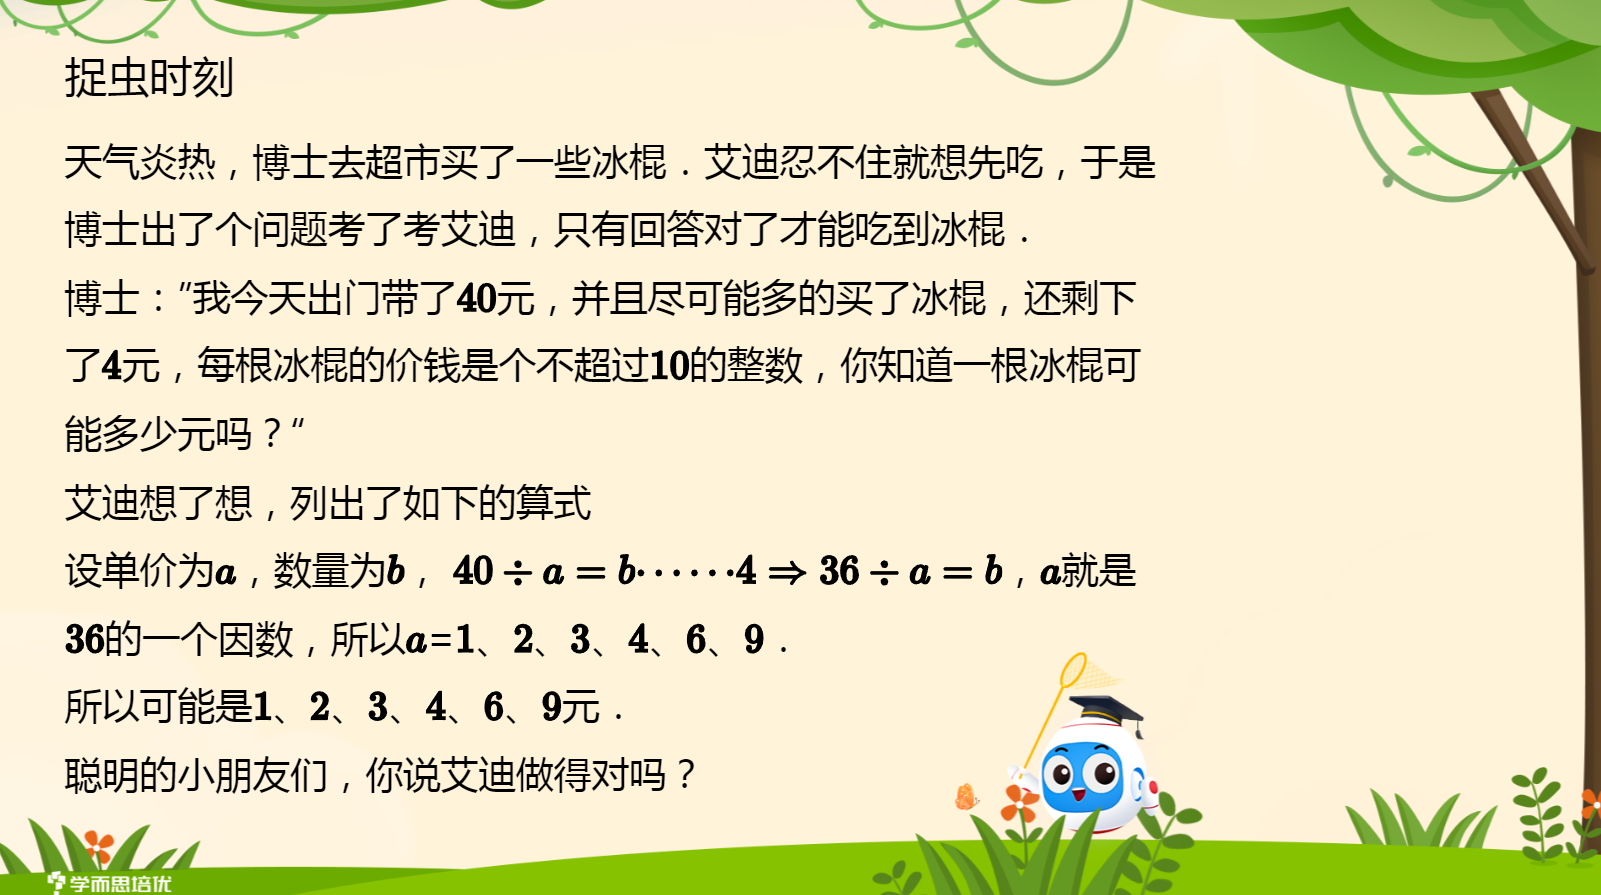 捉虫时刻
天气炎热，博士去超市买了一些冰棍．艾迪忍不住就想先吃，于是
博士出了个问题考了考艾迪，只有回答对了才能吃到冰棍．
博士：”我今天出门带了40元，并且尽可能多的买了冰棍，还剩下
了4元，每根冰棍的价钱是个不超过10的整数，你知道一根冰棍可
能多少元吗？“
艾迪想了想，列出了如下的算式
设单价为a，数量为b， 40÷a=b······4⇒36÷a=b，a就是
36的一个因数，所以a=1、2、3、4、6、9．
所以可能是1、2、3、4、6、9元．
聪明的小朋友们，你说艾迪做得对吗？
学而思培优